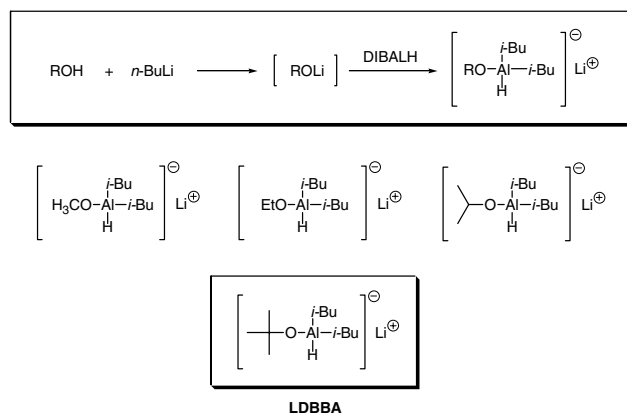 ROH + n-BuLi [ ROLi ] DIBALH [ RO Al i-Bu i-Bu H ]⊖ Li⊕
[ H3CO Al i-Bu i-Bu H ]⊖ Li⊕ [ EtO Al i-Bu i-Bu H ]⊖ Li⊕ [ O Al i-Bu i-Bu H ]⊖ Li⊕
[ O Al i-Bu i-Bu H ]⊖ Li⊕
LDBBA